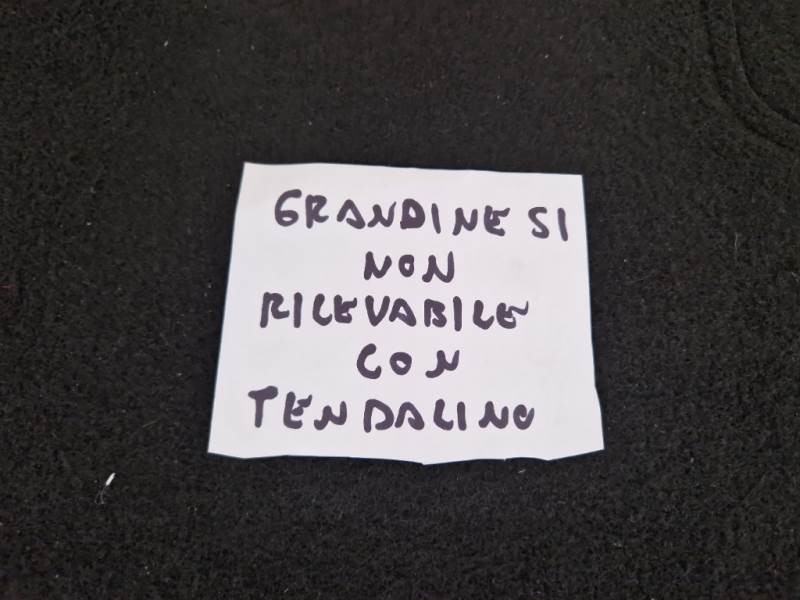 GRANDINE SI
NON
RILEVABILE
CON
TENDALINO